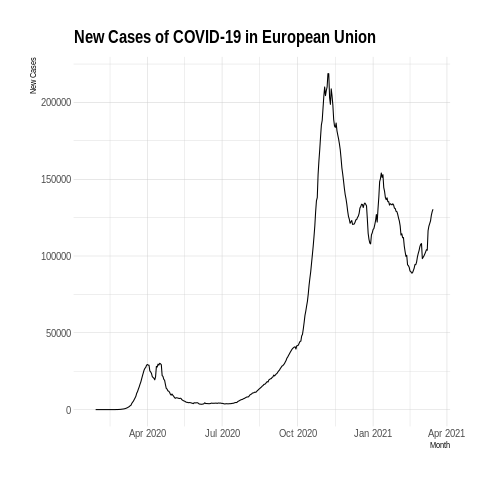 New Cases of COVID-19 in European Union
New Cases
200000
150000
100000
50000
0
Apr 2020 Jul 2020 Oct 2020 Jan 2021 Apr 2021
Month